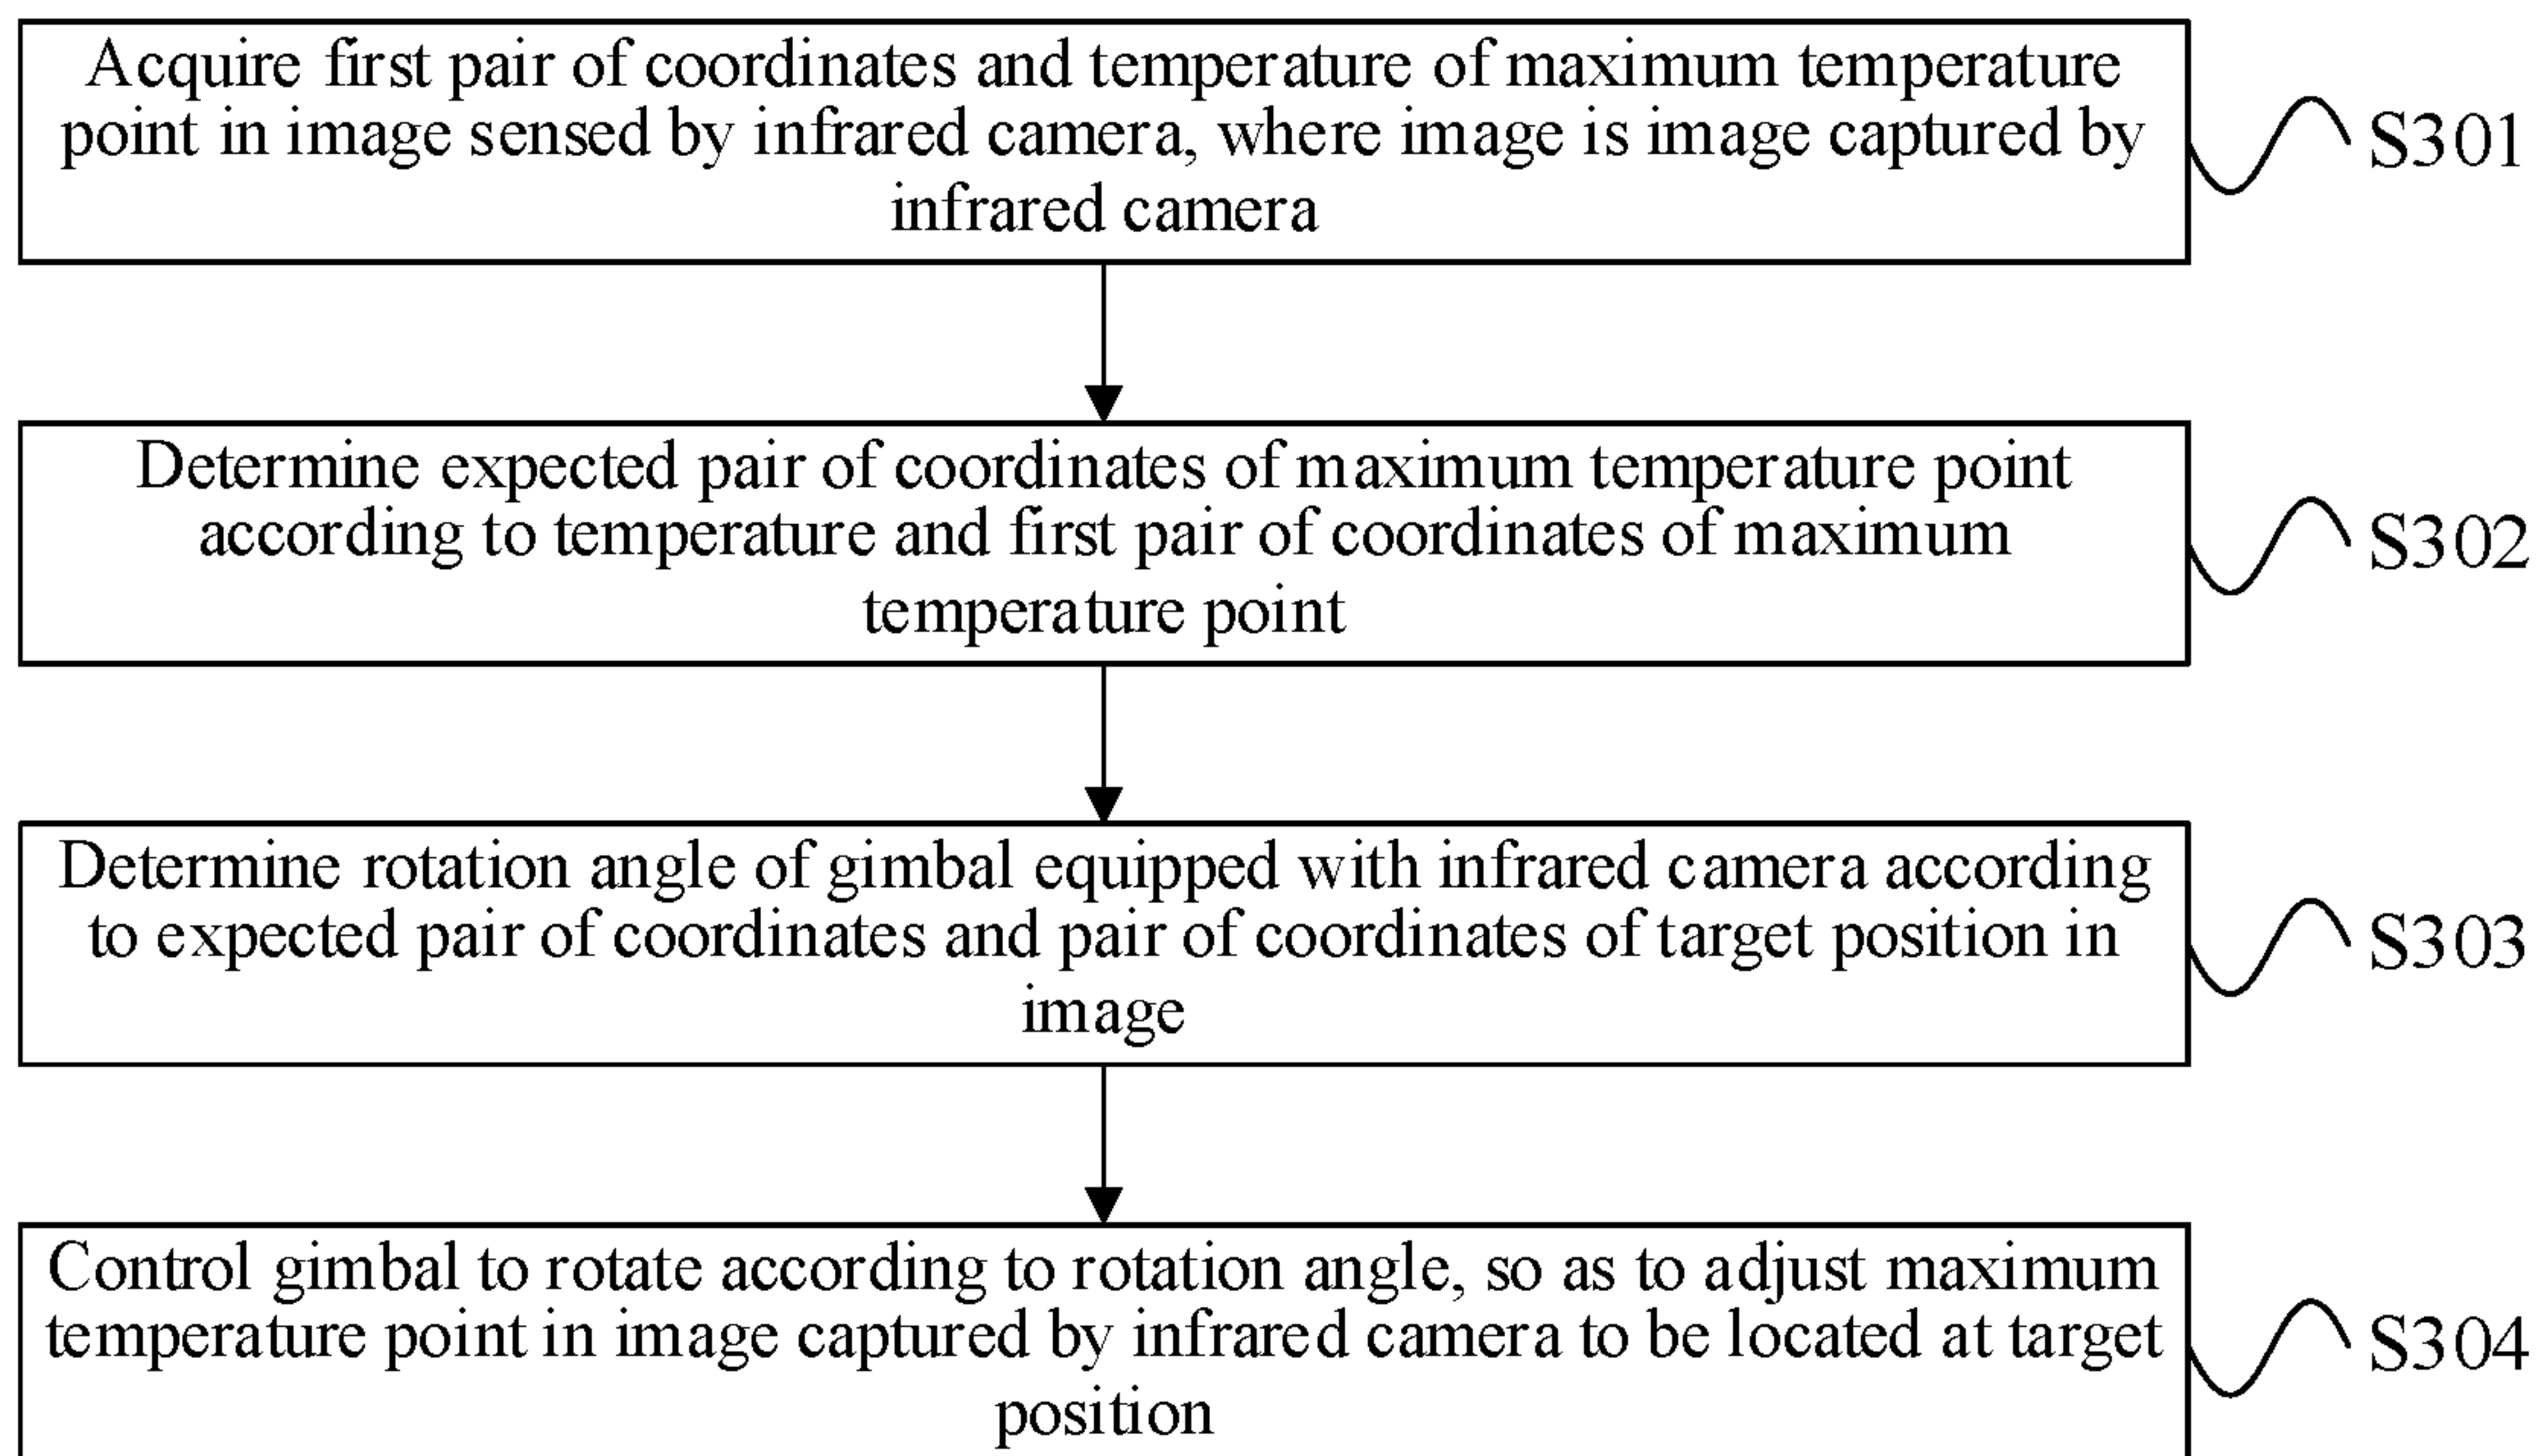 Acquire first pair of coordinates and temperature of maximum temperature
point in image sensed by infrared camera, where image is image captured by
infrared camera
S301
Determine expected pair of coordinates of maximum temperature point
according to temperature and first pair of coordinates of maximum
temperature point
S302
Determine rotation angle of gimbal equipped with infrared camera according
to expected pair of coordinates and pair of coordinates of target position in
image
S303
Control gimbal to rotate according to rotation angle, so as to adjust maximum
temperature point in image captured by infrared camera to be located at target
position
S304